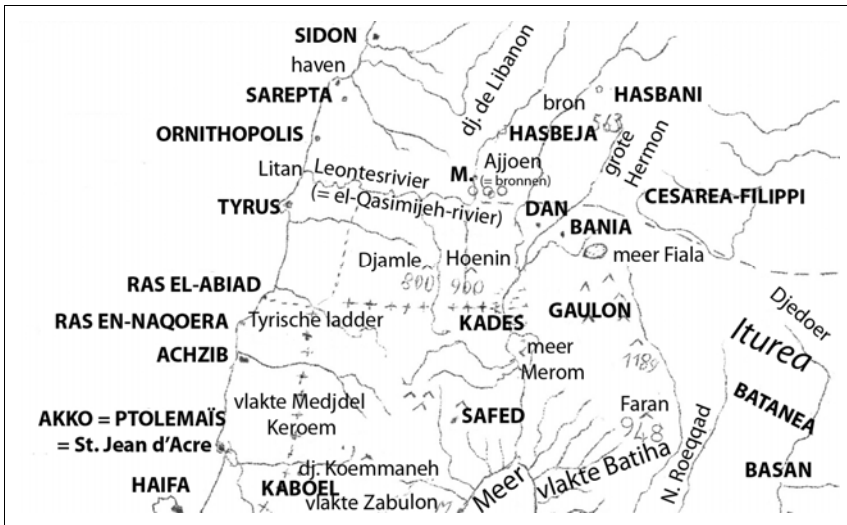 SIDON
haven
SAREPTA
dj. de Libanon
bron
HASBANI
ORNITHOPOLIS
HASBEJA
563
grote
Hermon
Litan
Leontesrivier
(= el-Qasimijeh-rivier)
M.
Ajjoen
(= bronnen)
CESAREA-FILIPPI
TYRUS
DAN
BANIA
meer Fiala
Djamle
800
Hoenin
900
RAS EL-ABIAD
GAULON
Djedoer
RAS EN-NAQOERA
Tyrische ladder
KADES
Iturea
ACHZIB
meer
Merom
1189
BATANEA
vlakte Medjdel
Keroem
SAFED
Faran
948
AKKO = PTOLEMAÏS
= St. Jean d'Acre
N. Roeqqad
dj. Koemmaneh
BASAN
HAIFA
KABOEL
vlakte Zabulon
Meer
vlakte Batiha